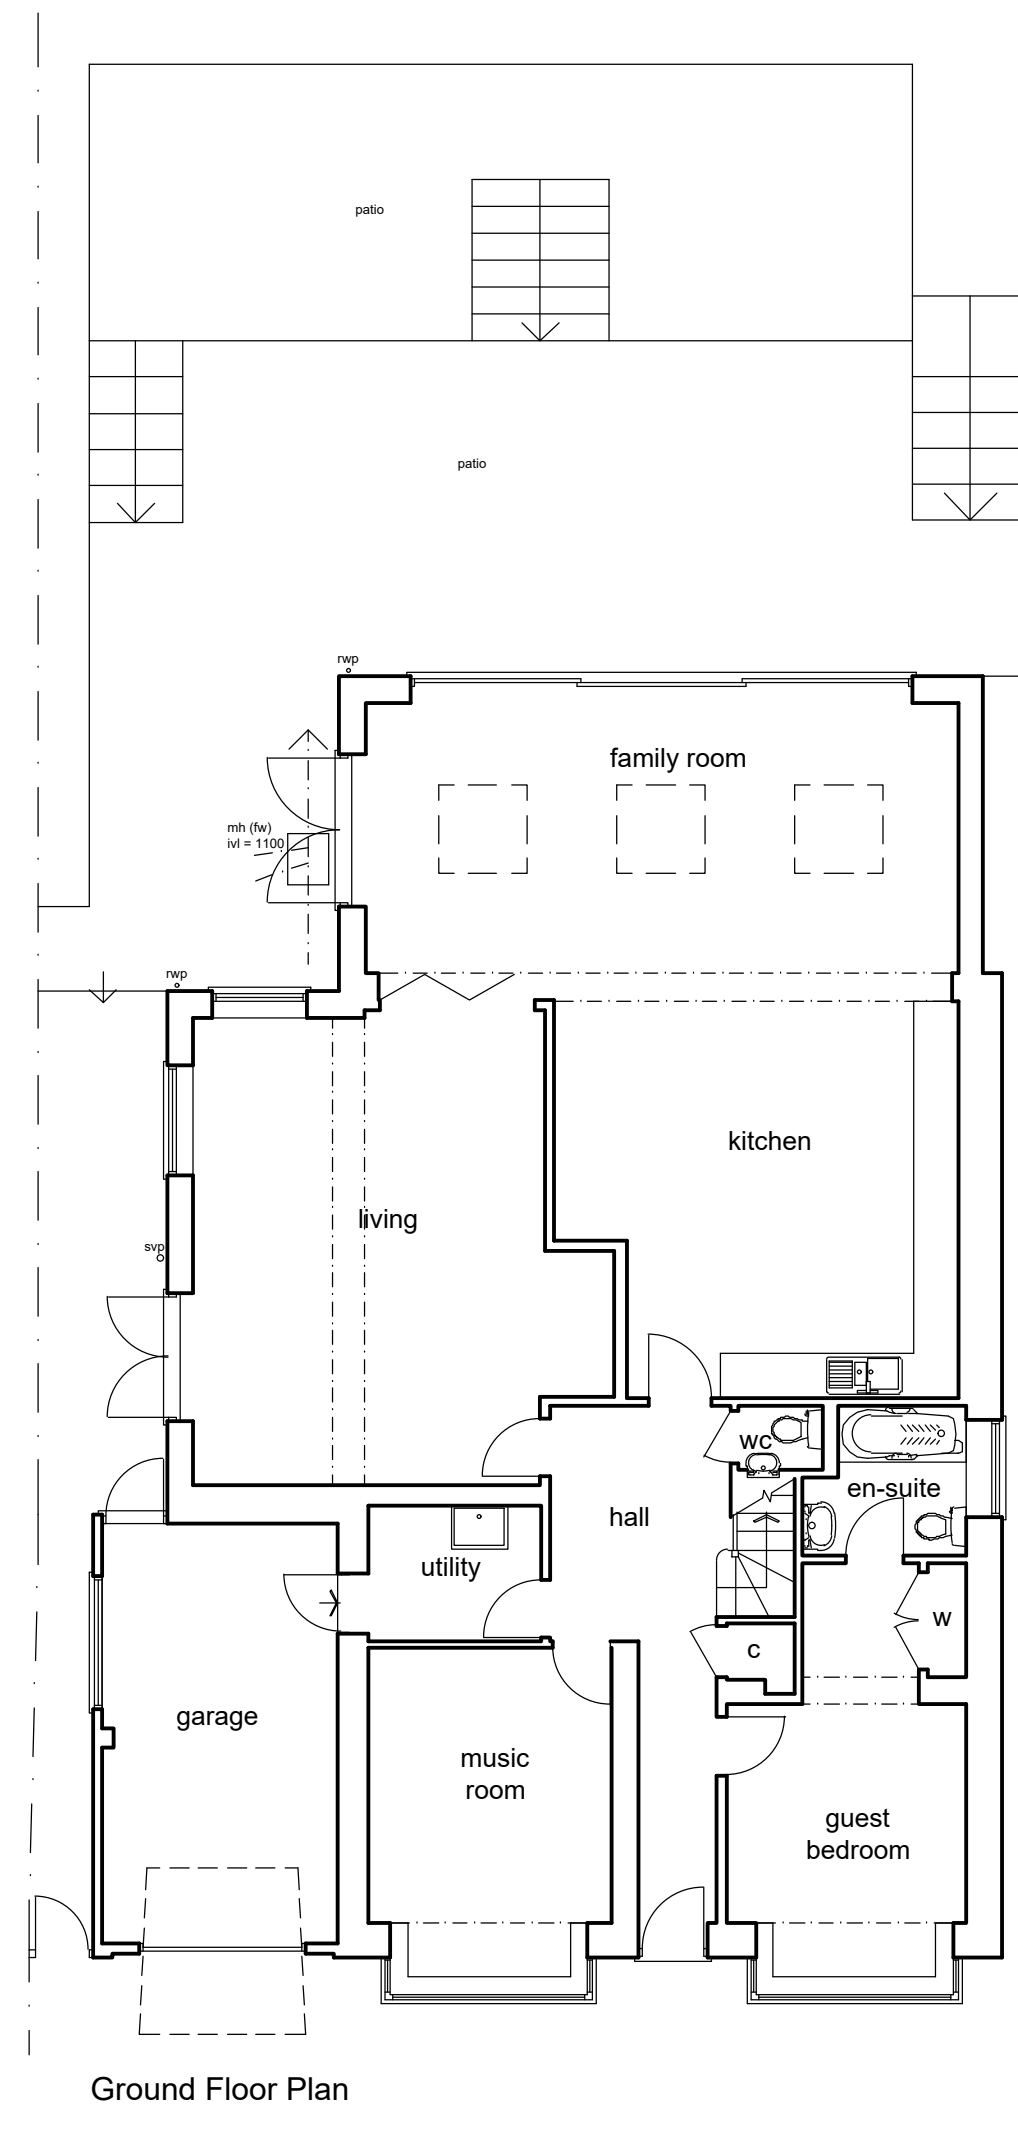 patio
patio
rwp
family room
mh (fw)
ivl = 1100
rwp
kitchen
living
svp
wc
en-suite
hall
utility
w
c
garage
music
room
guest
bedroom
Ground Floor Plan